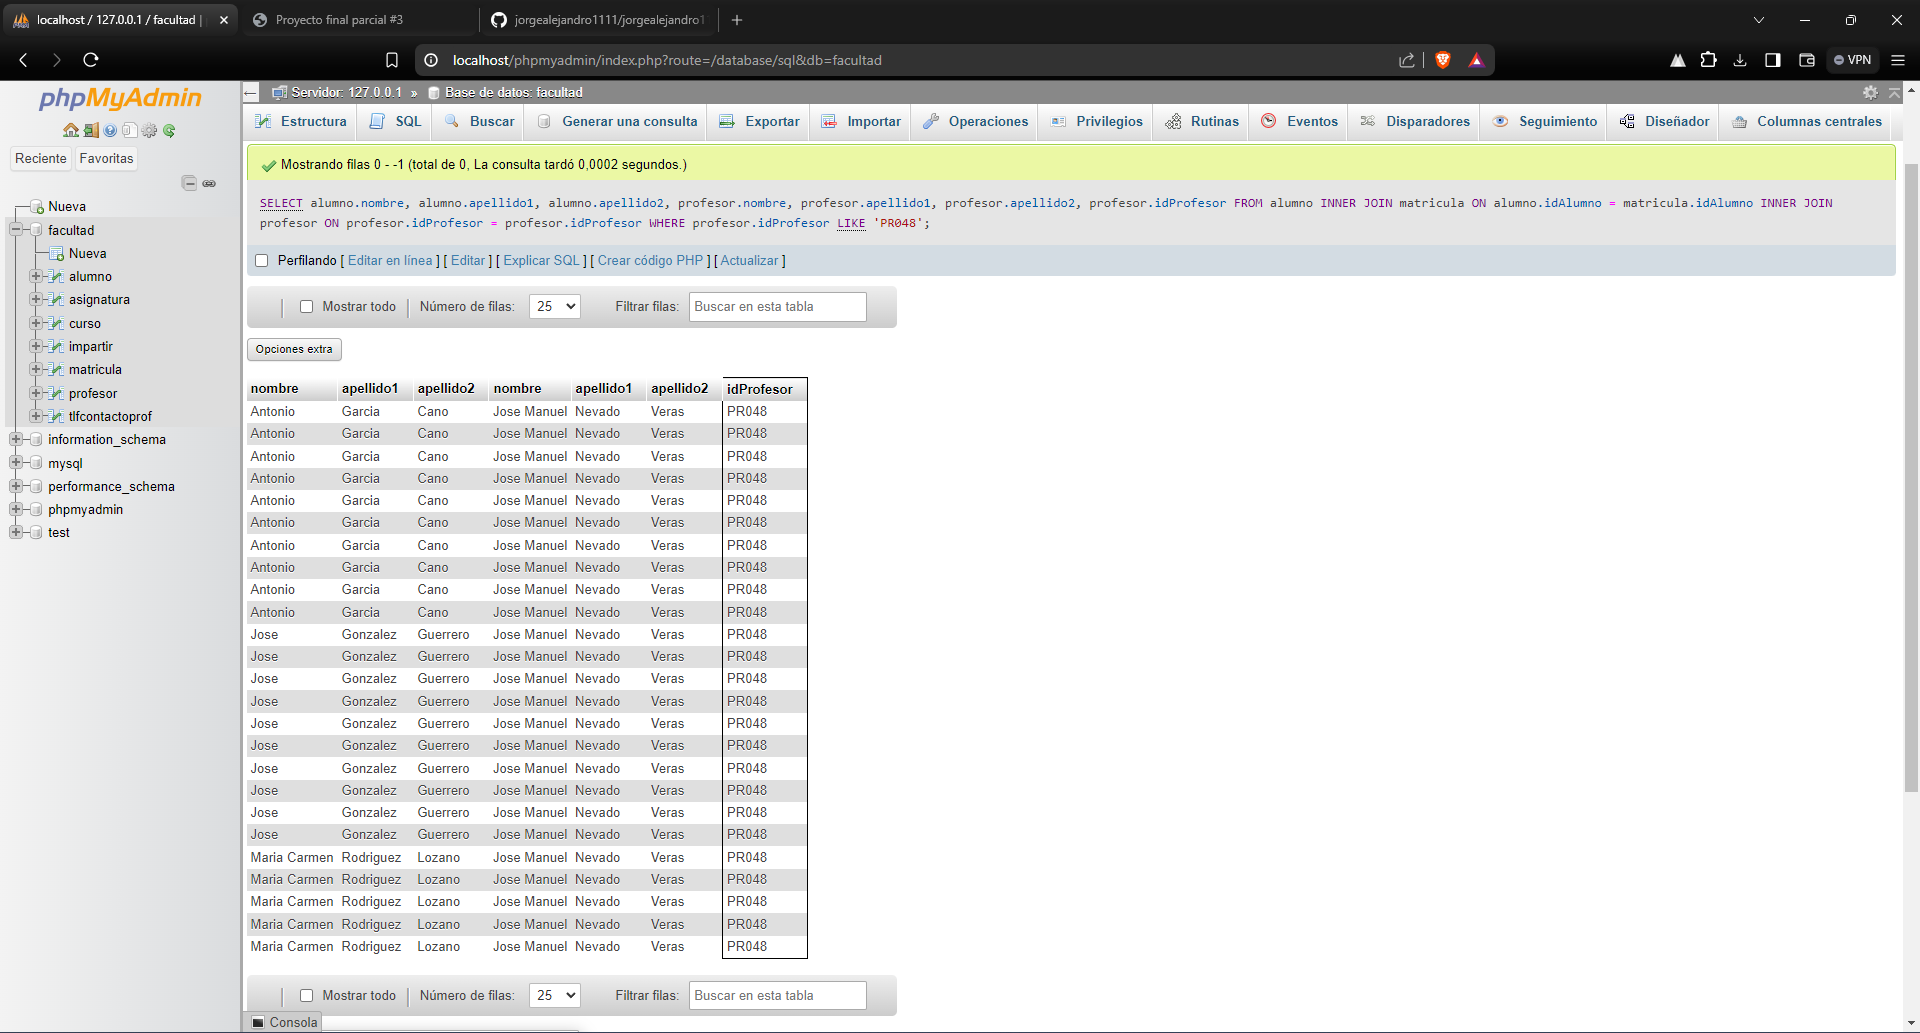 localhost / 127.0.0.1 / facultad |
Proyecto final parcial #3
jorgealejandro1111/jorgealejandro1
localhost/phpmyadmin/index.php?route=/database/sql&db=facultad
VPN
phpMyAdmin
Reciente Favoritas
Nueva
facultad
Nueva
alumno
asignatura
curso
impartir
matricula
profesor
tlfcontactoprof
information_schema
mysql
performance_schema
phpmyadmin
test
Servidor: 127.0.0.1 » Base de datos: facultad
Estructura SQL Buscar Generar una consulta Exportar Importar Operaciones Privilegios Rutinas Eventos Disparadores Seguimiento Diseñador Columnas centrales
Mostrando filas 0 - -1 (total de 0, La consulta tardó 0,0002 segundos.)
SELECT alumno.nombre, alumno.apellido1, alumno.apellido2, profesor.nombre, profesor.apellido1, profesor.apellido2, profesor.idProfesor FROM alumno INNER JOIN matricula ON alumno.idAlumno = matricula.idAlumno INNER JOIN
profesor ON profesor.idProfesor = profesor.idProfesor WHERE profesor.idProfesor LIKE 'PR048';
Perfilando [ Editar en línea ] [ Editar ] [ Explicar SQL ] [ Crear código PHP ] [ Actualizar ]
Mostrar todo Número de filas: 25 Filtrar filas: Buscar en esta tabla
Opciones extra
nombre apellido1 apellido2 nombre apellido1 apellido2 idProfesor
Antonio Garcia Cano Jose Manuel Nevado Veras PR048
Antonio Garcia Cano Jose Manuel Nevado Veras PR048
Antonio Garcia Cano Jose Manuel Nevado Veras PR048
Antonio Garcia Cano Jose Manuel Nevado Veras PR048
Antonio Garcia Cano Jose Manuel Nevado Veras PR048
Antonio Garcia Cano Jose Manuel Nevado Veras PR048
Antonio Garcia Cano Jose Manuel Nevado Veras PR048
Antonio Garcia Cano Jose Manuel Nevado Veras PR048
Antonio Garcia Cano Jose Manuel Nevado Veras PR048
Antonio Garcia Cano Jose Manuel Nevado Veras PR048
Jose Gonzalez Guerrero Jose Manuel Nevado Veras PR048
Jose Gonzalez Guerrero Jose Manuel Nevado Veras PR048
Jose Gonzalez Guerrero Jose Manuel Nevado Veras PR048
Jose Gonzalez Guerrero Jose Manuel Nevado Veras PR048
Jose Gonzalez Guerrero Jose Manuel Nevado Veras PR048
Jose Gonzalez Guerrero Jose Manuel Nevado Veras PR048
Jose Gonzalez Guerrero Jose Manuel Nevado Veras PR048
Jose Gonzalez Guerrero Jose Manuel Nevado Veras PR048
Jose Gonzalez Guerrero Jose Manuel Nevado Veras PR048
Jose Gonzalez Guerrero Jose Manuel Nevado Veras PR048
Maria Carmen Rodriguez Lozano Jose Manuel Nevado Veras PR048
Maria Carmen Rodriguez Lozano Jose Manuel Nevado Veras PR048
Maria Carmen Rodriguez Lozano Jose Manuel Nevado Veras PR048
Maria Carmen Rodriguez Lozano Jose Manuel Nevado Veras PR048
Maria Carmen Rodriguez Lozano Jose Manuel Nevado Veras PR048
Mostrar todo Número de filas: 25 Filtrar filas: Buscar en esta tabla
Consola